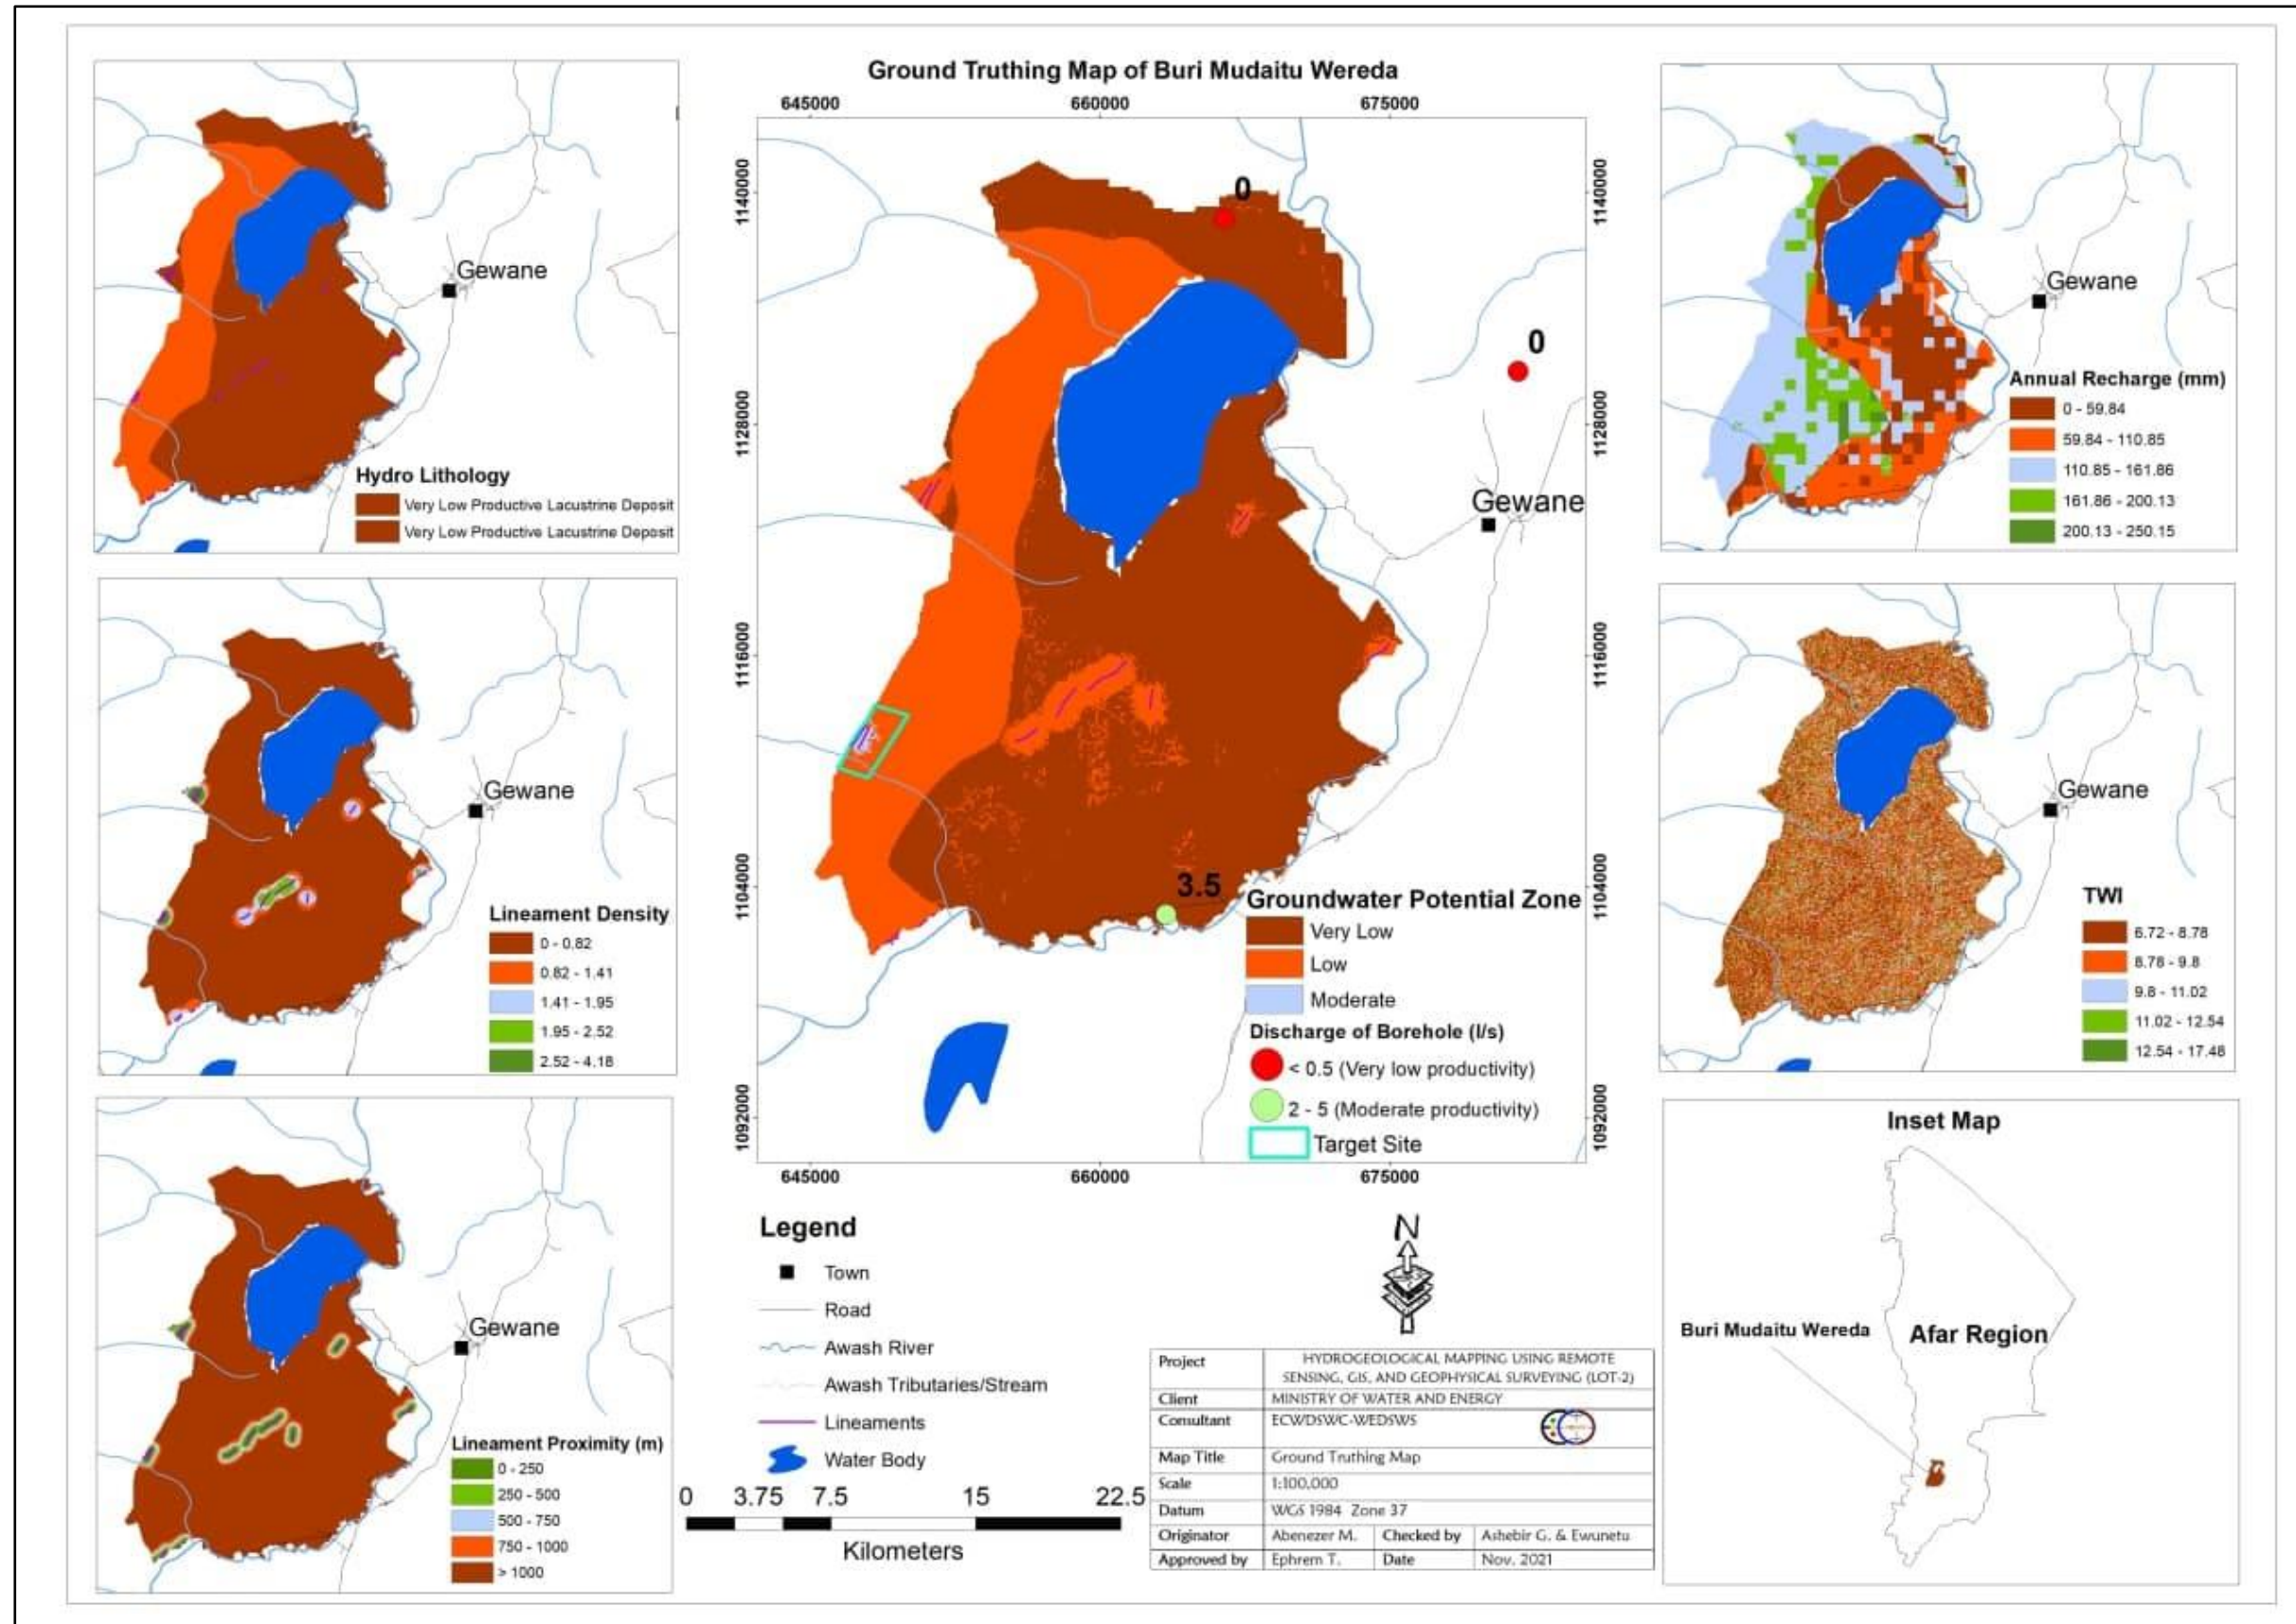 Ground Truthing Map of Buri Mudaitu Wereda
645000
660000
675000
1140000
1128000
1116000
1104000
1092000
1140000
1128000
1116000
1104000
1092000
645000
660000
675000
0
0
3.5
Gewane
Groundwater Potential Zone
Very Low
Low
Moderate
Discharge of Borehole (l/s)
< 0.5 (Very low productivity)
2 - 5 (Moderate productivity)
Target Site
Gewane
Hydro Lithology
Very Low Productive Lacustrine Deposit
Very Low Productive Lacustrine Deposit
Gewane
Lineament Density
0 - 0.82
0.82 - 1.41
1.41 - 1.95
1.95 - 2.52
2.52 - 4.18
Gewane
Lineament Proximity (m)
0 - 250
250 - 500
500 - 750
750 - 1000
> 1000
Gewane
Annual Recharge (mm)
0 - 59.84
59.84 - 110.85
110.85 - 161.86
161.86 - 200.13
200.13 - 250.15
Gewane
TWI
6.72 - 8.78
8.78 - 9.8
9.8 - 11.02
11.02 - 12.54
12.54 - 17.48
Inset Map
Buri Mudaitu Wereda
Afar Region
Legend
Town
Road
Awash River
Awash Tributaries/Stream
Lineaments
Water Body
0 3.75 7.5 15 22.5
Kilometers
N
Project HYDROGEOLOGICAL MAPPING USING REMOTE
SENSING, GIS, AND GEOPHYSICAL SURVEYING (LOT-2)
Client MINISTRY OF WATER AND ENERGY
Consultant ECWDSWC-WEDSWS
Map Title Ground Truthing Map
Scale 1:100,000
Datum WGS 1984 Zone 37
Originator Abenezer M. Checked by Ashebir G. & Ewunetu
Approved by Ephrem T. Date Nov. 2021